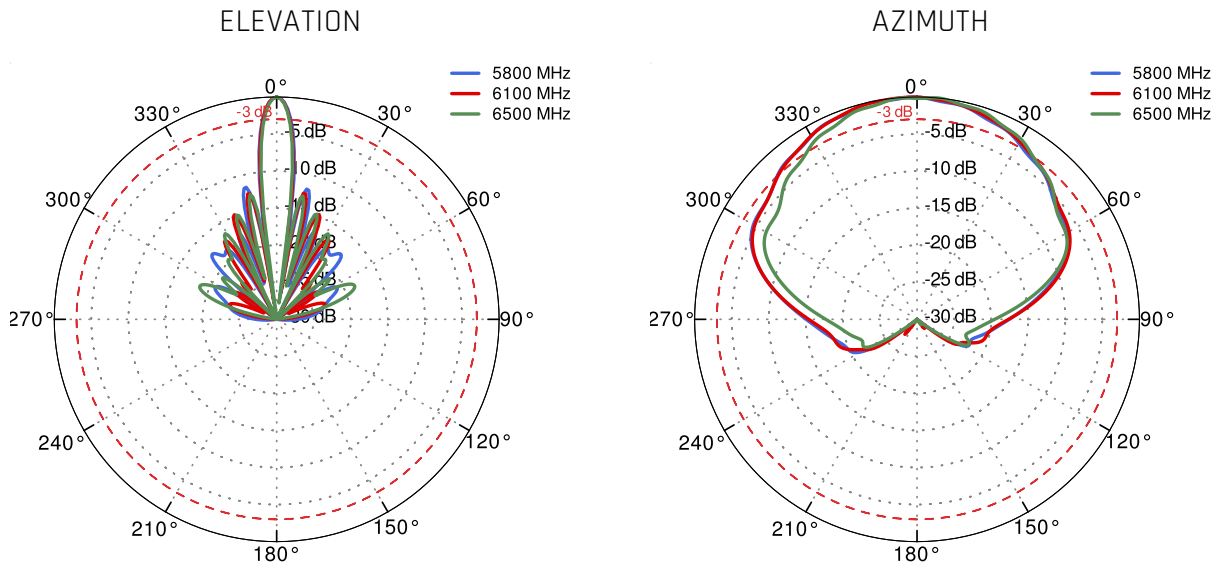 ELEVATION
5800 MHz
6100 MHz
6500 MHz
0°
-3 dB
330°
30°
-5 dB
-10 dB
300°
60°
-15 dB
-20 dB
-25 dB
-30 dB
270°
90°
240°
120°
210°
150°
180°
AZIMUTH
5800 MHz
6100 MHz
6500 MHz
0°
-3 dB
330°
30°
-5 dB
-10 dB
300°
60°
-15 dB
-20 dB
-25 dB
-30 dB
270°
90°
240°
120°
210°
150°
180°